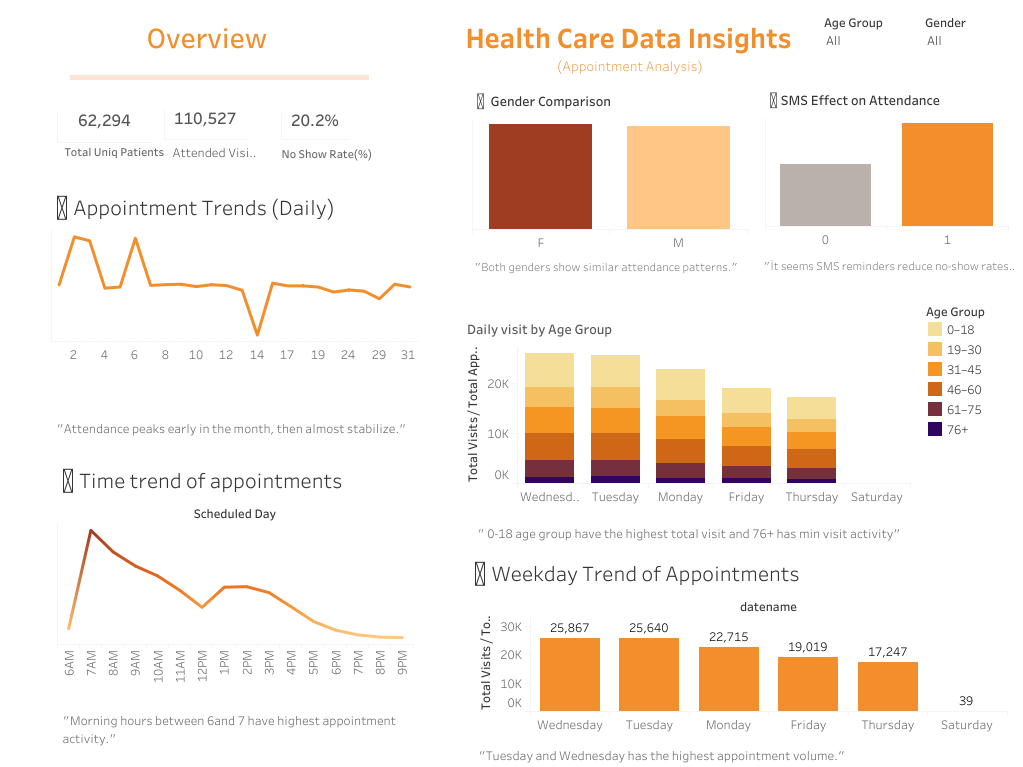 Overview
62,294
110,527
20.2%
Total Uniq Patients
Attended Visi..
No Show Rate(%)
Appointment Trends (Daily)
2 4 6 8 10 12 14 17 19 24 29 31
"Attendance peaks early in the month, then almost stabilize."
Time trend of appointments
Scheduled Day
6AM 7AM 8AM 9AM 10AM 11AM 12PM 1PM 2PM 3PM 4PM 5PM 6PM 7PM 8PM 9PM
"Morning hours between 6and 7 have highest appointment
activity."
Health Care Data Insights
(Appointment Analysis)
Age Group
All
Gender
All
Gender Comparison
F M
"Both genders show similar attendance patterns."
SMS Effect on Attendance
0 1
"It seems SMS reminders reduce no-show rates..
Daily visit by Age Group
Total Visits / Total App..
20K
10K
0K
Wednesd.. Tuesday Monday Friday Thursday Saturday
Age Group
0-18
19-30
31-45
46-60
61-75
76+
" 0-18 age group have the highest total visit and 76+ has min visit activity"
Weekday Trend of Appointments
datename
Total Visits / To..
30K
20K
10K
0K
25,867 25,640 22,715 19,019 17,247 39
Wednesday Tuesday Monday Friday Thursday Saturday
"Tuesday and Wednesday has the highest appointment volume."